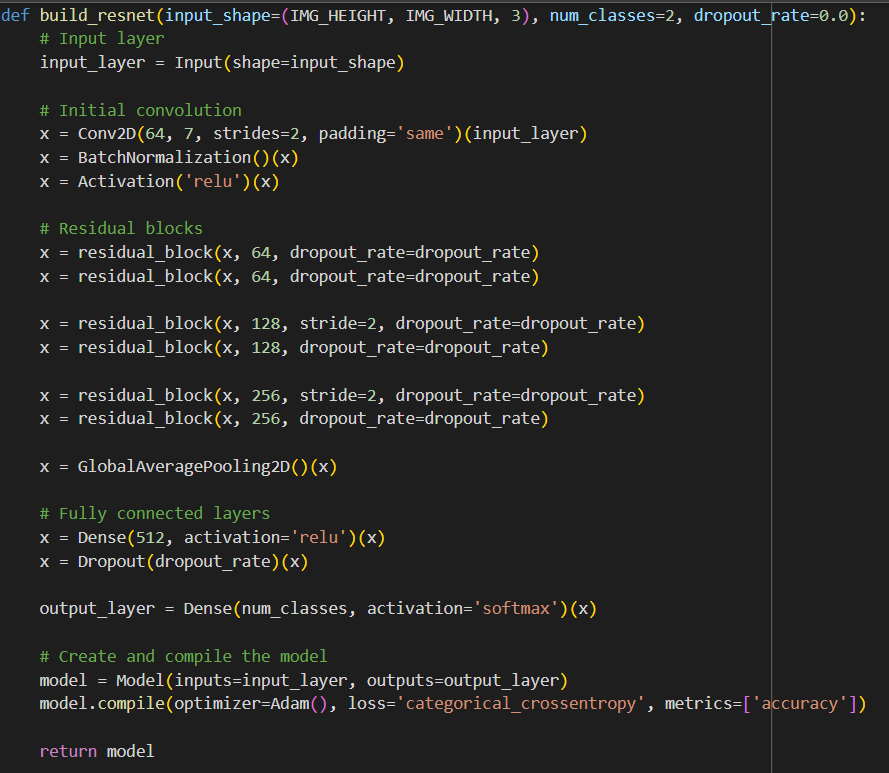 def build_resnet(input_shape=(IMG_HEIGHT, IMG_WIDTH, 3), num_classes=2, dropout_rate=0.0):
    # Input layer
    input_layer = Input(shape=input_shape)

    # Initial convolution
    x = Conv2D(64, 7, strides=2, padding='same')(input_layer)
    x = BatchNormalization()(x)
    x = Activation('relu')(x)

    # Residual blocks
    x = residual_block(x, 64, dropout_rate=dropout_rate)
    x = residual_block(x, 64, dropout_rate=dropout_rate)

    x = residual_block(x, 128, stride=2, dropout_rate=dropout_rate)
    x = residual_block(x, 128, dropout_rate=dropout_rate)

    x = residual_block(x, 256, stride=2, dropout_rate=dropout_rate)
    x = residual_block(x, 256, dropout_rate=dropout_rate)

    x = GlobalAveragePooling2D()(x)

    # Fully connected layers
    x = Dense(512, activation='relu')(x)
    x = Dropout(dropout_rate)(x)

    output_layer = Dense(num_classes, activation='softmax')(x)

    # Create and compile the model
    model = Model(inputs=input_layer, outputs=output_layer)
    model.compile(optimizer=Adam(), loss='categorical_crossentropy', metrics=['accuracy'])

    return model